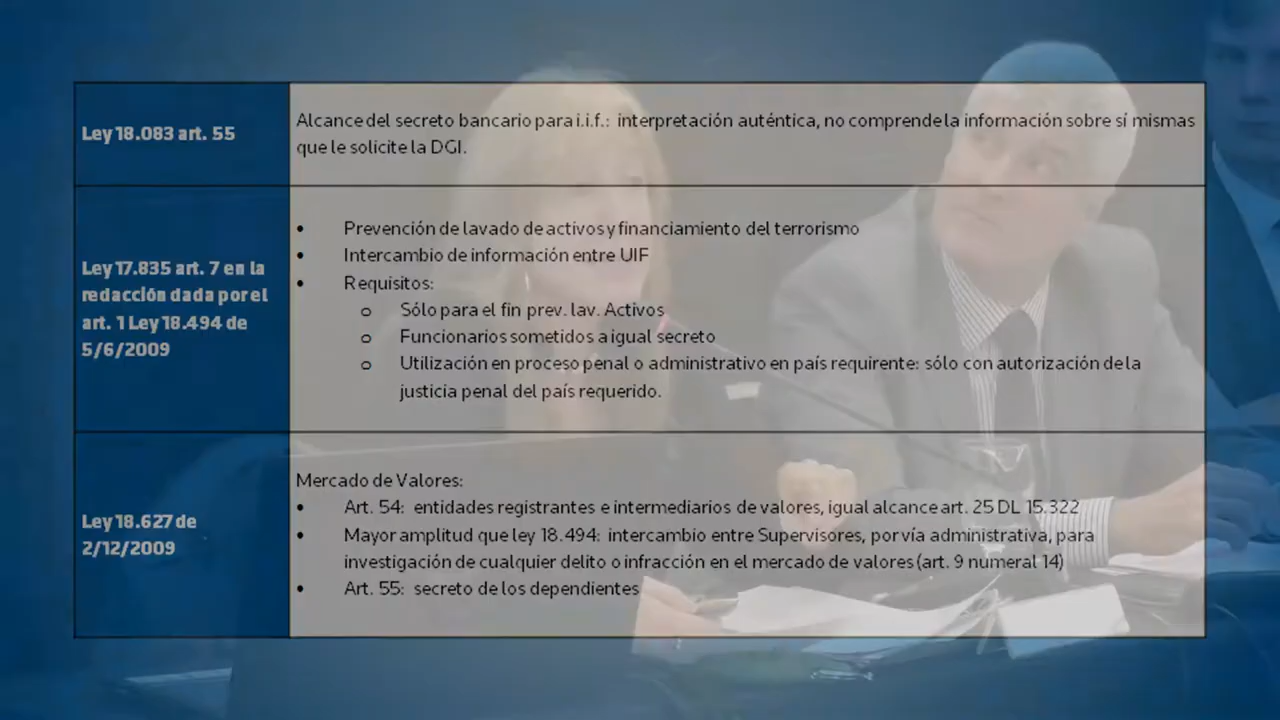 Ley 18.083 art. 55
Alcance del secreto bancario para i.i.f.: interpretación auténtica, no comprende la información sobre sí mismas
que le solicite la DGI.
Ley 17.835 art. 7 en la
redacción dada por el
art. 1 Ley 18.494 de
5/6/2009
• Prevención de lavado de activos y financiamiento del terrorismo
• Intercambio de información entre UIF
• Requisitos:
o Sólo para el fin prev. lav. Activos
o Funcionarios sometidos a igual secreto
o Utilización en proceso penal o administrativo en país requirente: sólo con autorización de la
justicia penal del país requerido.
Ley 18.627 de
2/12/2009
Mercado de Valores:
• Art. 54: entidades registrantes e intermediarios de valores, igual alcance art. 25 DL 15.322
• Mayor amplitud que ley 18.494: intercambio entre Supervisores, por vía administrativa, para
investigación de cualquier delito o infracción en el mercado de valores (art. 9 numeral 14)
• Art. 55: secreto de los dependientes